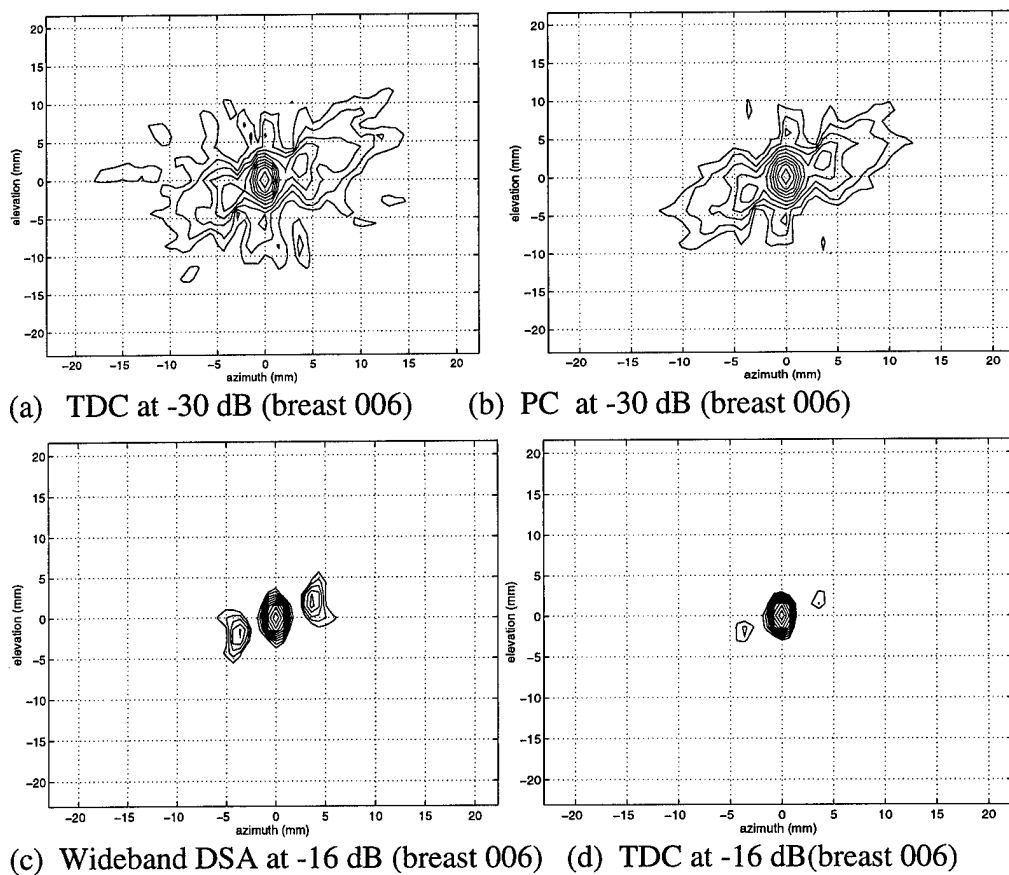 20
15
10
5
0
-5
-10
-15
-20
elevation (mm)
-20 -15 -10 -5 0 5 10 15 20
azimuth (mm)
20
15
10
5
0
-5
-10
-15
-20
elevation (mm)
-20 -15 -10 -5 0 5 10 15 20
azimuth (mm)
(a) TDC at -30 dB (breast 006)
(b) PC at -30 dB (breast 006)
20
15
10
5
0
-5
-10
-15
-20
elevation (mm)
-20 -15 -10 -5 0 5 10 15 20
azimuth (mm)
20
15
10
5
0
-5
-10
-15
-20
elevation (mm)
-20 -15 -10 -5 0 5 10 15 20
azimuth (mm)
(c) Wideband DSA at -16 dB (breast 006)
(d) TDC at -16 dB(breast 006)